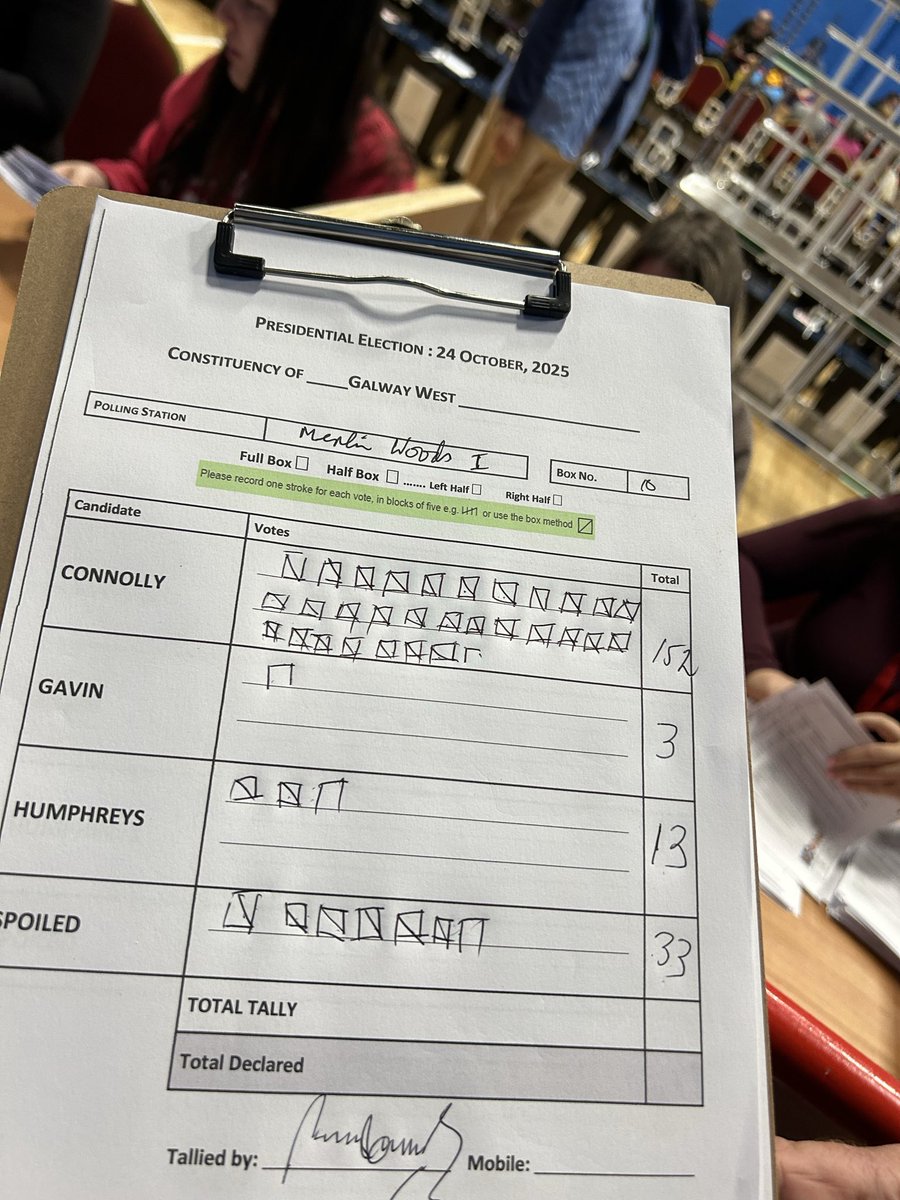 PRESIDENTIAL ELECTION : 24 OCTOBER, 2025
CONSTITUENCY OF ____GALWAY WEST____
POLLING STATION Merlin Woods I Box No. 10
Full Box ☐ Half Box ☐ ....... Left Half ☐ Right Half ☐
Please record one stroke for each vote, in blocks of five e.g. or use the box method
Candidate Votes Total
CONNOLLY 152
GAVIN 3
HUMPHREYS 13
SPOILED 33
TOTAL TALLY
Total Declared
Tallied by: Mobile: